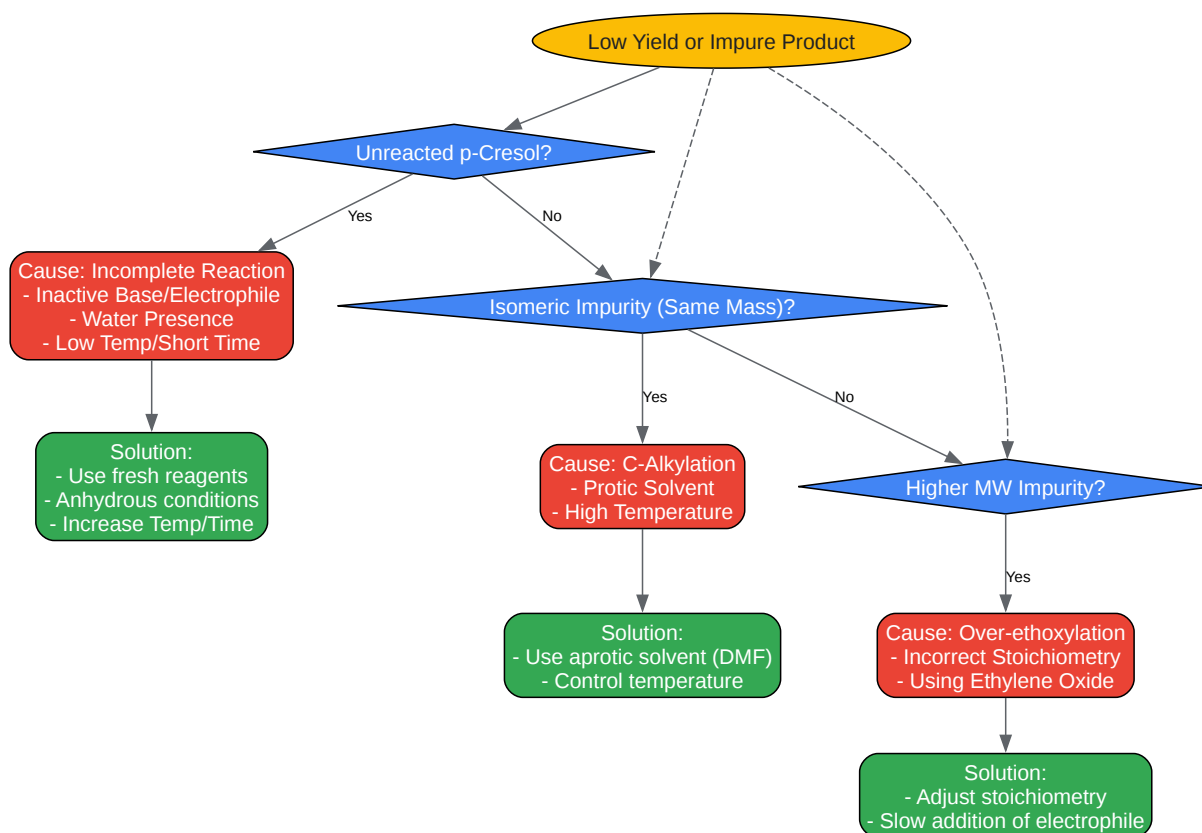 Low Yield or Impure Product
Unreacted p-Cresol?
Yes
No
Cause: Incomplete Reaction
- Inactive Base/Electrophile
- Water Presence
- Low Temp/Short Time
Isomeric Impurity (Same Mass)?
Yes
No
Solution:
- Use fresh reagents
- Anhydrous conditions
- Increase Temp/Time
Cause: C-Alkylation
- Protic Solvent
- High Temperature
Higher MW Impurity?
Yes
Solution:
- Use aprotic solvent (DMF)
- Control temperature
Cause: Over-ethoxylation
- Incorrect Stoichiometry
- Using Ethylene Oxide
Solution:
- Adjust stoichiometry
- Slow addition of electrophile